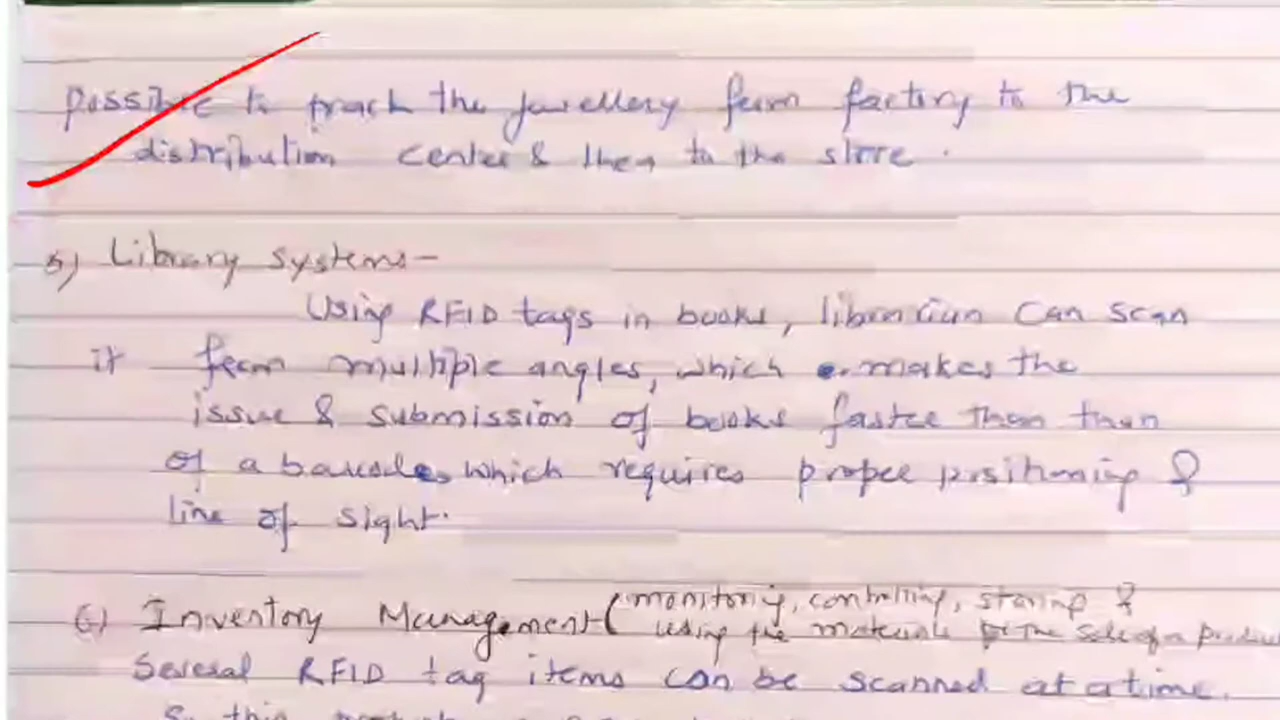 possible to track the jewellery from factory to the
distribution center & then to the store.
5) Library systems-
Using RFID tags in books, librarian can scan
it from multiple angles, which makes the
issue & submission of books faster than than
of a barcode, which requires proper positioning &
line of sight.
6) Inventory Management (monitoring, controlling, storing &
using the materials the sale of a produc
Several RFID tag items can be scanned at a time.
So this